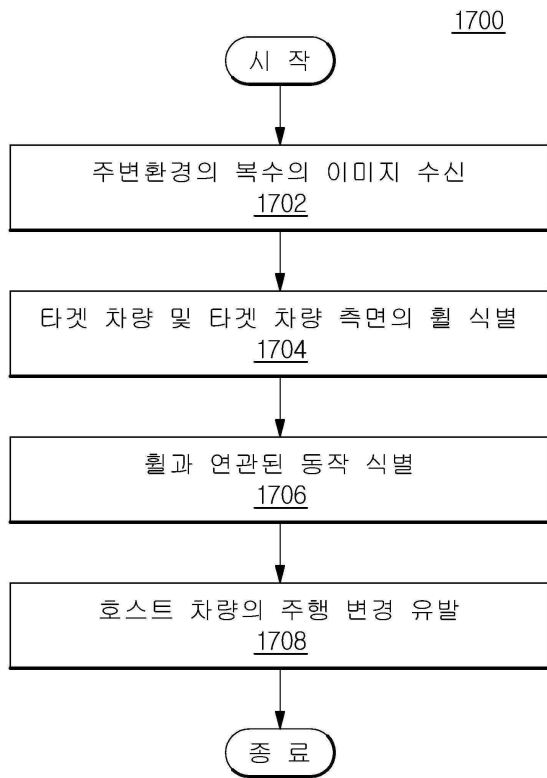 1700
시 작
주변환경의 복수의 이미지 수신
1702
타겟 차량 및 타겟 차량 측면의 휠 식별
1704
휠과 연관된 동작 식별
1706
호스트 차량의 주행 변경 유발
1708
종 료